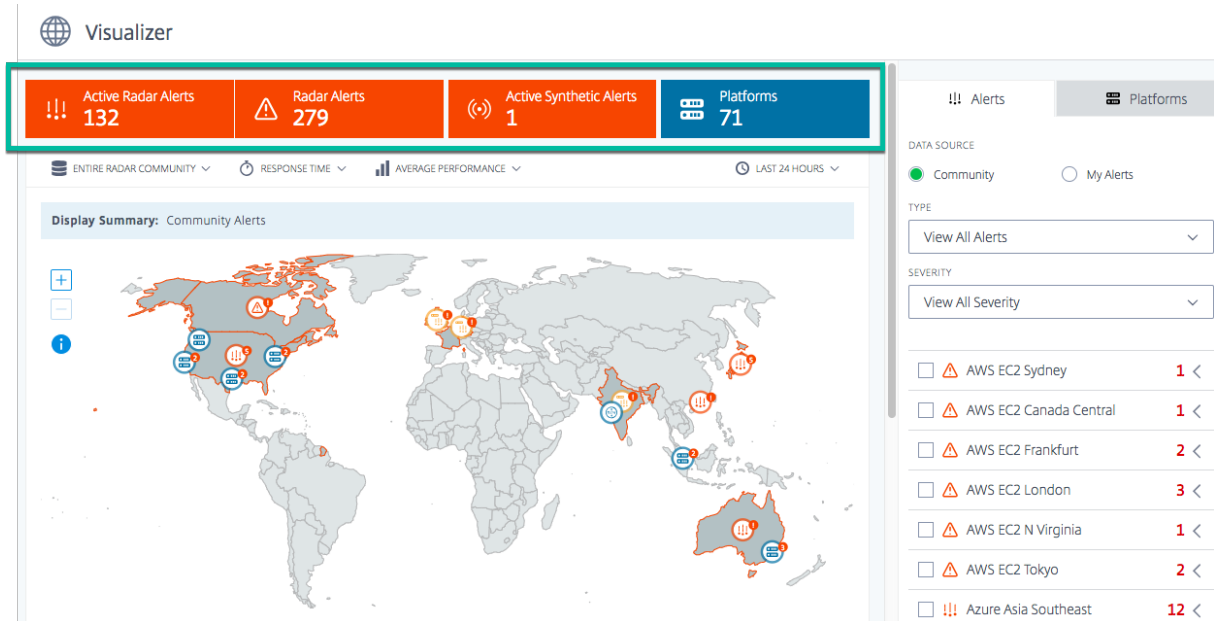 Visualizer
Active Radar Alerts
132
Radar Alerts
279
Active Synthetic Alerts
1
Platforms
71
ENTIRE RADAR COMMUNITY
RESPONSE TIME
AVERAGE PERFORMANCE
LAST 24 HOURS
Display Summary: Community Alerts
Alerts
Platforms
DATA SOURCE
Community
My Alerts
TYPE
View All Alerts
SEVERITY
View All Severity
AWS EC2 Sydney 1
AWS EC2 Canada Central 1
AWS EC2 Frankfurt 2
AWS EC2 London 3
AWS EC2 N Virginia 1
AWS EC2 Tokyo 2
Azure Asia Southeast 12